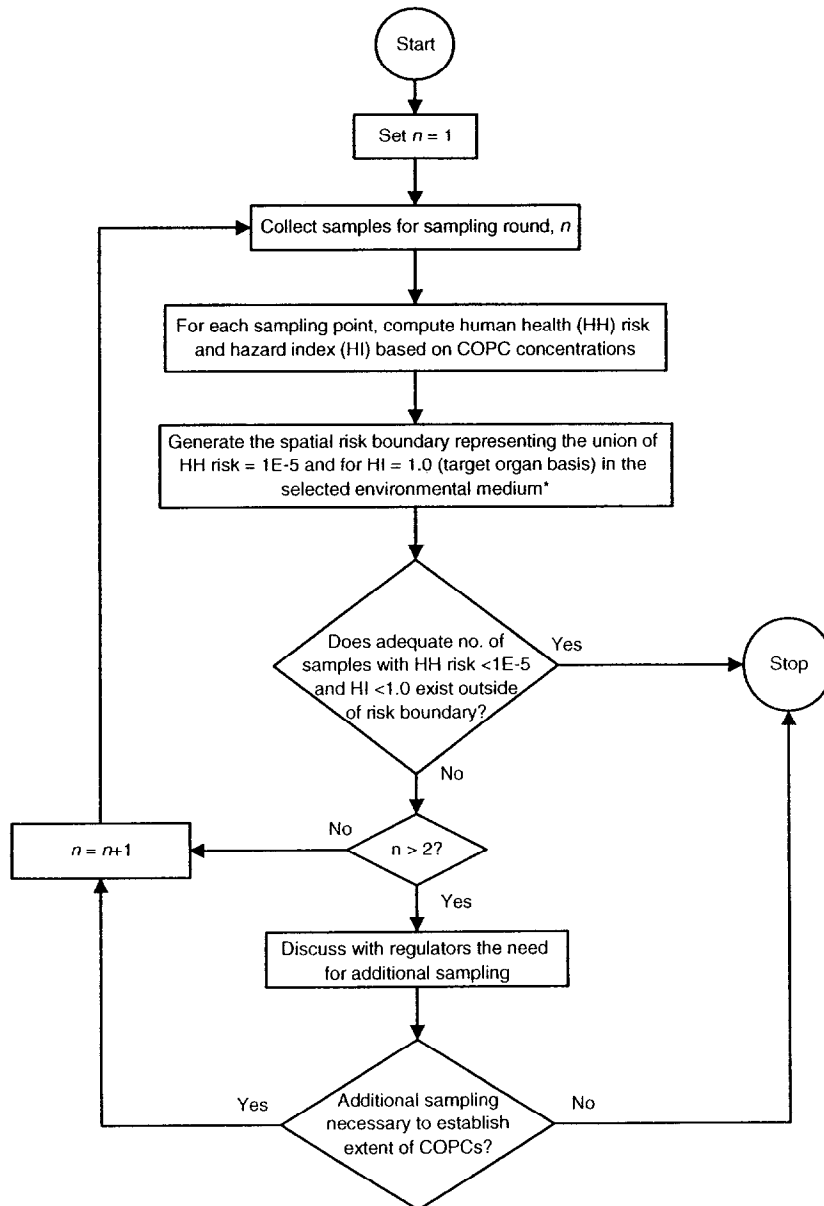 Start
Set n = 1
Collect samples for sampling round, n
For each sampling point, compute human health (HH) risk
and hazard index (HI) based on COPC concentrations
Generate the spatial risk boundary representing the union of
HH risk = 1E-5 and for HI = 1.0 (target organ basis) in the
selected environmental medium*
Does adequate no. of
samples with HH risk <1E-5
and HI <1.0 exist outside
of risk boundary?
Yes
Stop
No
n > 2?
No
n = n+1
Yes
Discuss with regulators the need
for additional sampling
Additional sampling
necessary to establish
extent of COPCs?
Yes
No